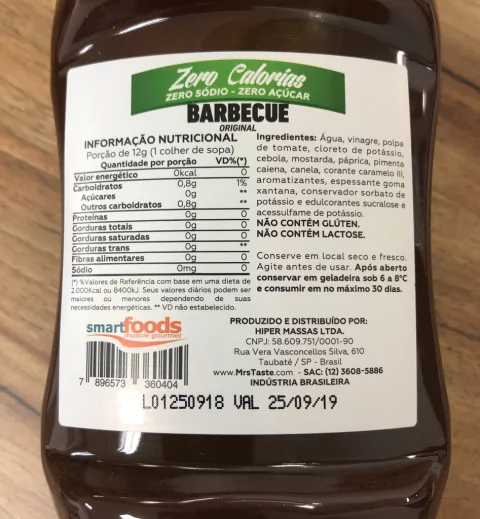 Zero Calorias
ZERO SÓDIO - ZERO AÇÚCAR
BARBECUE
ORIGINAL
INFORMAÇÃO NUTRICIONAL
Porção de 12g (1 colher de sopa)
Quantidade por porção VD%(*)
Valor energético 0kcal 0
Carboidratos 0,8g 1%
Açúcares 0g **
Outros carboidratos 0,8g **
Proteínas 0g 0
Gorduras totais 0g 0
Gorduras saturadas 0g 0
Gorduras trans 0g **
Fibras alimentares 0g 0
Sódio 0mg 0
(*) %Valores de Referência com base em uma dieta de
2.000Kcal ou 8400kJ. Seus valores diários podem ser
maiores ou menores dependendo de suas
necessidades energéticas. ** VD não estabelecido.
Ingredientes: Água, vinagre, polpa
de tomate, cloreto de potássio,
cebola, mostarda, páprica, pimenta
caiena, canela, corante caramelo III,
aromatizantes, espessante goma
xantana, conservador sorbato de
potássio e edulcorantes sucralose e
acessulfame de potássio.
NÃO CONTÉM GLÚTEN.
NÃO CONTÉM LACTOSE.
Conserve em local seco e fresco.
Agite antes de usar. Após aberto
conservar em geladeira sob 6 a 8°C
e consumir em no máximo 30 dias.
smartfoods
muscle gourmet
7 896573 360404
PRODUZIDO E DISTRIBUÍDO POR:
HIPER MASSAS LTDA.
CNPJ: 58.609.751/0001-90
Rua Vera Vasconcellos Silva, 610
Taubaté / SP - Brasil
www.MrsTaste.com - SAC: (12) 3608-5886
INDÚSTRIA BRASILEIRA
L01250918 VAL 25/09/19